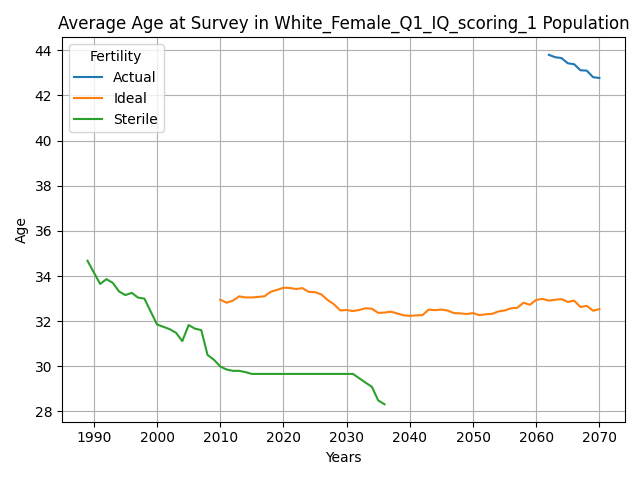 Average Age at Survey in White_Female_Q1_IQ_scoring_1 Population
Fertility
Actual
Ideal
Sterile
44
42
40
38
36
34
32
30
28
Age
1990 2000 2010 2020 2030 2040 2050 2060 2070
Years